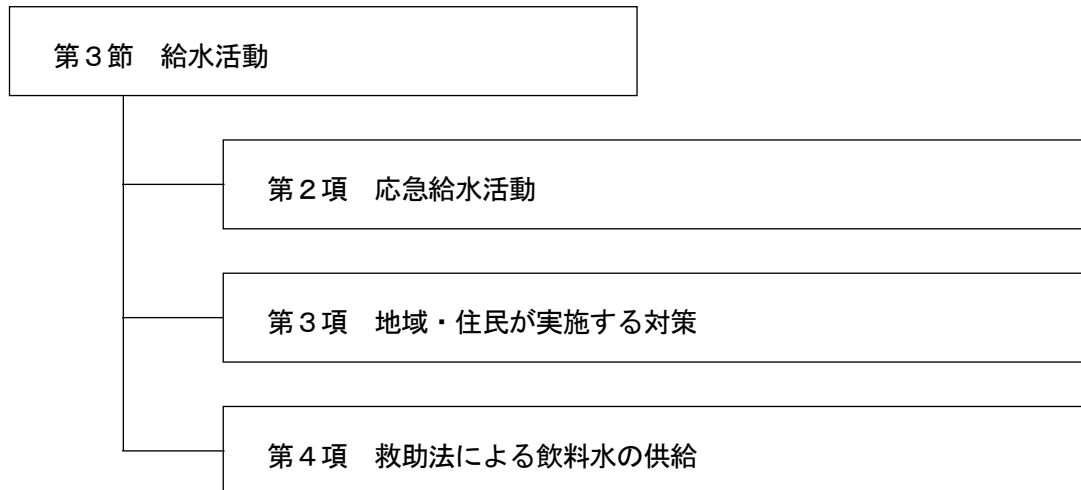 第３節　給水活動
第２項　応急給水活動
第３項　地域・住民が実施する対策
第４項　救助法による飲料水の供給